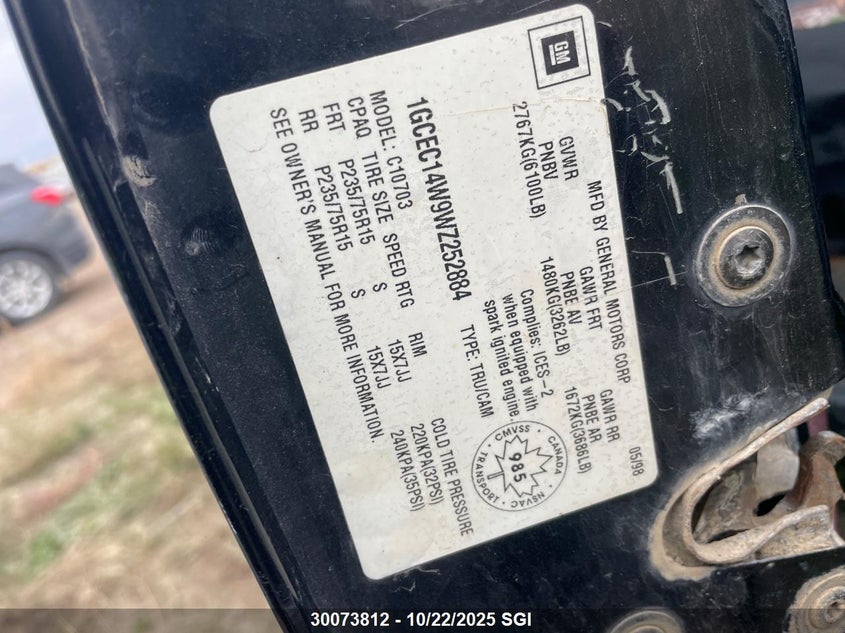 GM
MFD BY GENERAL MOTORS CORP 05/98
GVWR GAWR FRT GAWR RR
PNBV PNBE AV PNBE AR
2767KG(6100LB) 1480KG(3262LB) 1672KG(3686LB)
Complies: ICES-2
when equipped with
spark ignited engine.
CMVSS · CANADA · NSVAC · TRANSPORT ·
985
1GCEC14W9WZ252884 TYPE: TRU/CAM
MODEL: C10703
CPAQ TIRE SIZE SPEED RTG RIM COLD TIRE PRESSURE
FRT P235/75R15 S 15X7JJ 220KPA(32PSI)
RR P235/75R15 S 15X7JJ 240KPA(35PSI)
SEE OWNER'S MANUAL FOR MORE INFORMATION.
30073812 - 10/22/2025 SGI